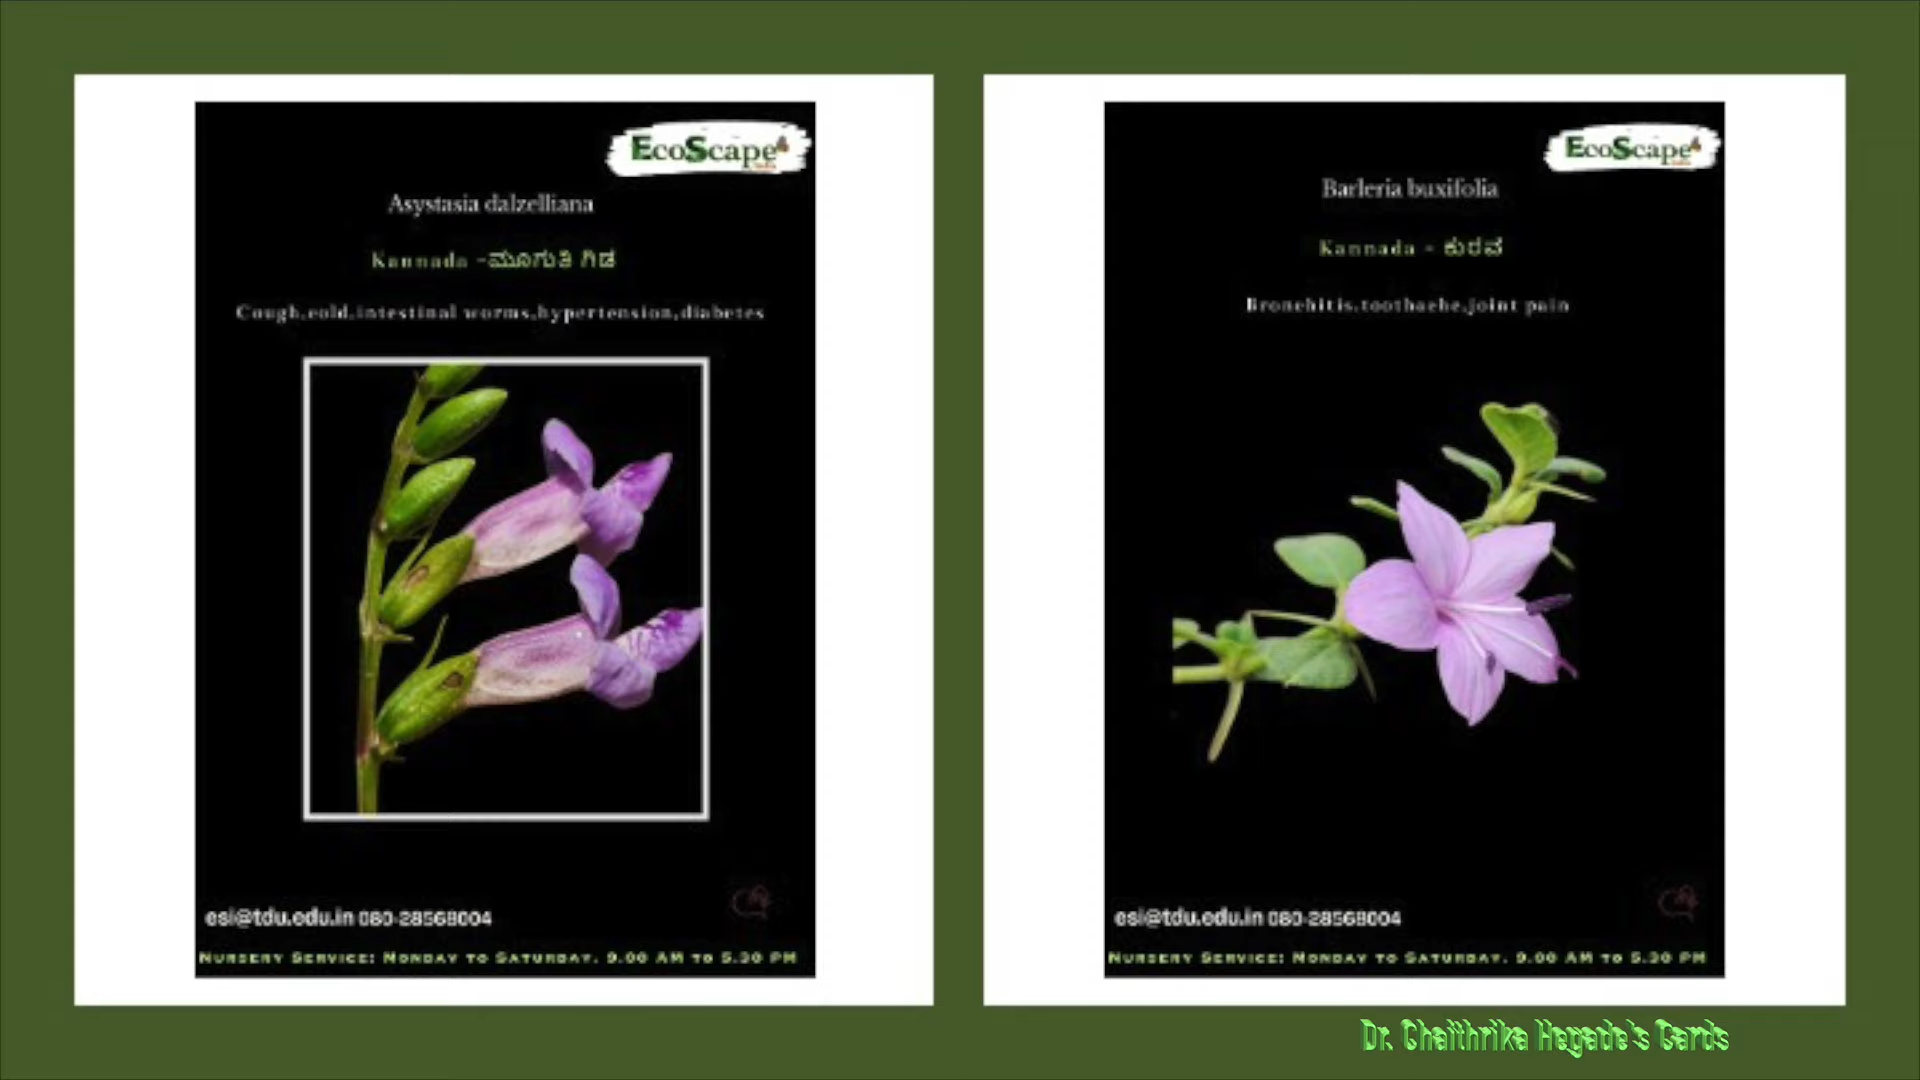 EcoScape
Asystasia dalzelliana
Kannada -ಮೂಗುತಿ ಗಿಡ
Cough,cold,intestinal worms,hypertension,diabetes
esi@tdu.edu.in 080-28568004
Nursery Service: Monday to Saturday, 9.00 AM to 5.30 PM
EcoScape
Barleria buxifolia
Kannada - ಕುರವ
Bronchitis,toothache,joint pain
esi@tdu.edu.in 080-28568004
Nursery Service: Monday to Saturday, 9.00 AM to 5.30 PM
Dr. Chaithrika Hegade's Cards